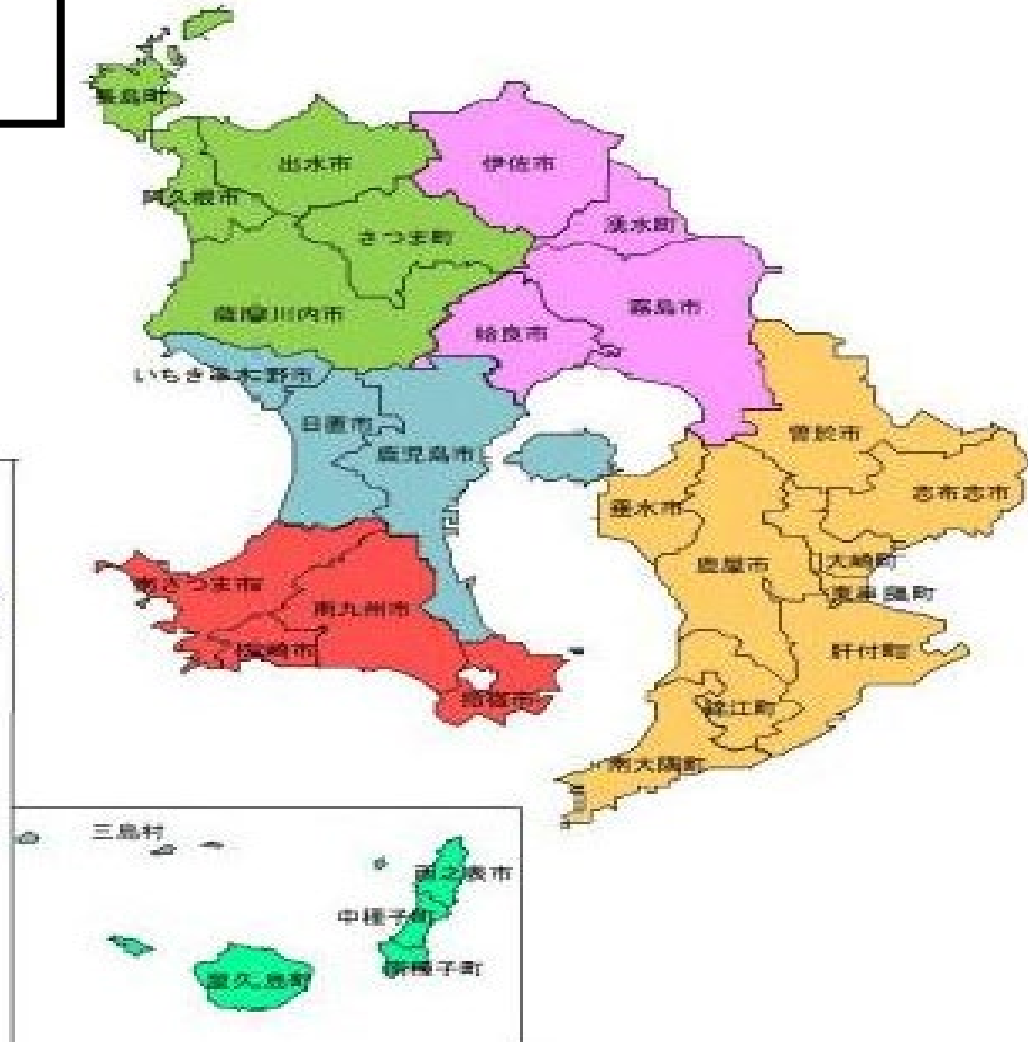 長島町
出水市
伊佐市
阿久根市
湧水町
さつま町
霧島市
薩摩川内市
姶良市
いちき串木野市
日置市
曽於市
鹿児島市
志布志市
垂水市
鹿屋市
大崎町
南さつま市
東串良町
南九州市
枕崎市
肝付町
指宿市
錦江町
南大隅町
三島村
西之表市
中種子町
南種子町
屋久島町